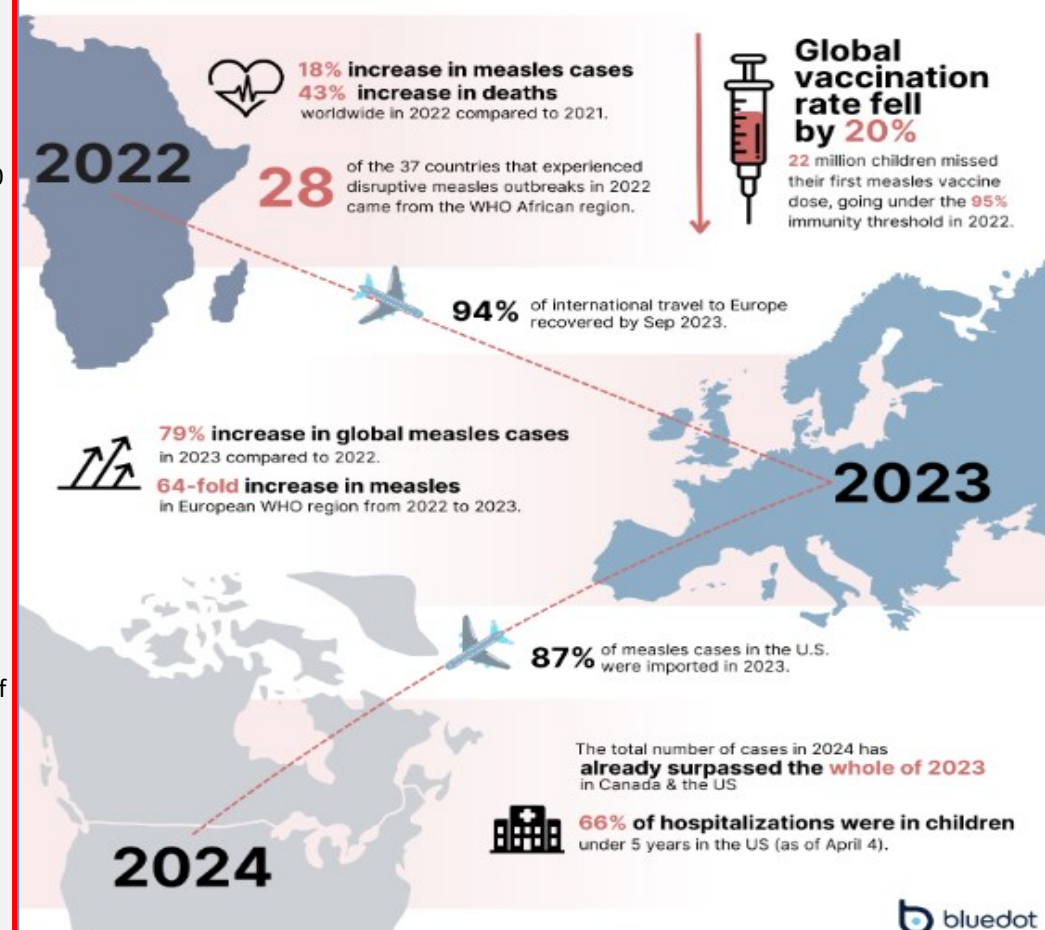 18% increase in measles cases
43% increase in deaths
worldwide in 2022 compared to 2021.
2022
28
of the 37 countries that experienced
disruptive measles outbreaks in 2022
came from the WHO African region.
Global
vaccination
rate fell
by 20%
22 million children missed
their first measles vaccine
dose, going under the 95%
immunity threshold in 2022.
94% of international travel to Europe
recovered by Sep 2023.
79% increase in global measles cases
in 2023 compared to 2022.
64-fold increase in measles
in European WHO region from 2022 to 2023.
2023
87% of measles cases in the U.S.
were imported in 2023.
The total number of cases in 2024 has
already surpassed the whole of 2023
in Canada & the US
66% of hospitalizations were in children
under 5 years in the US (as of April 4).
2024
bluedot